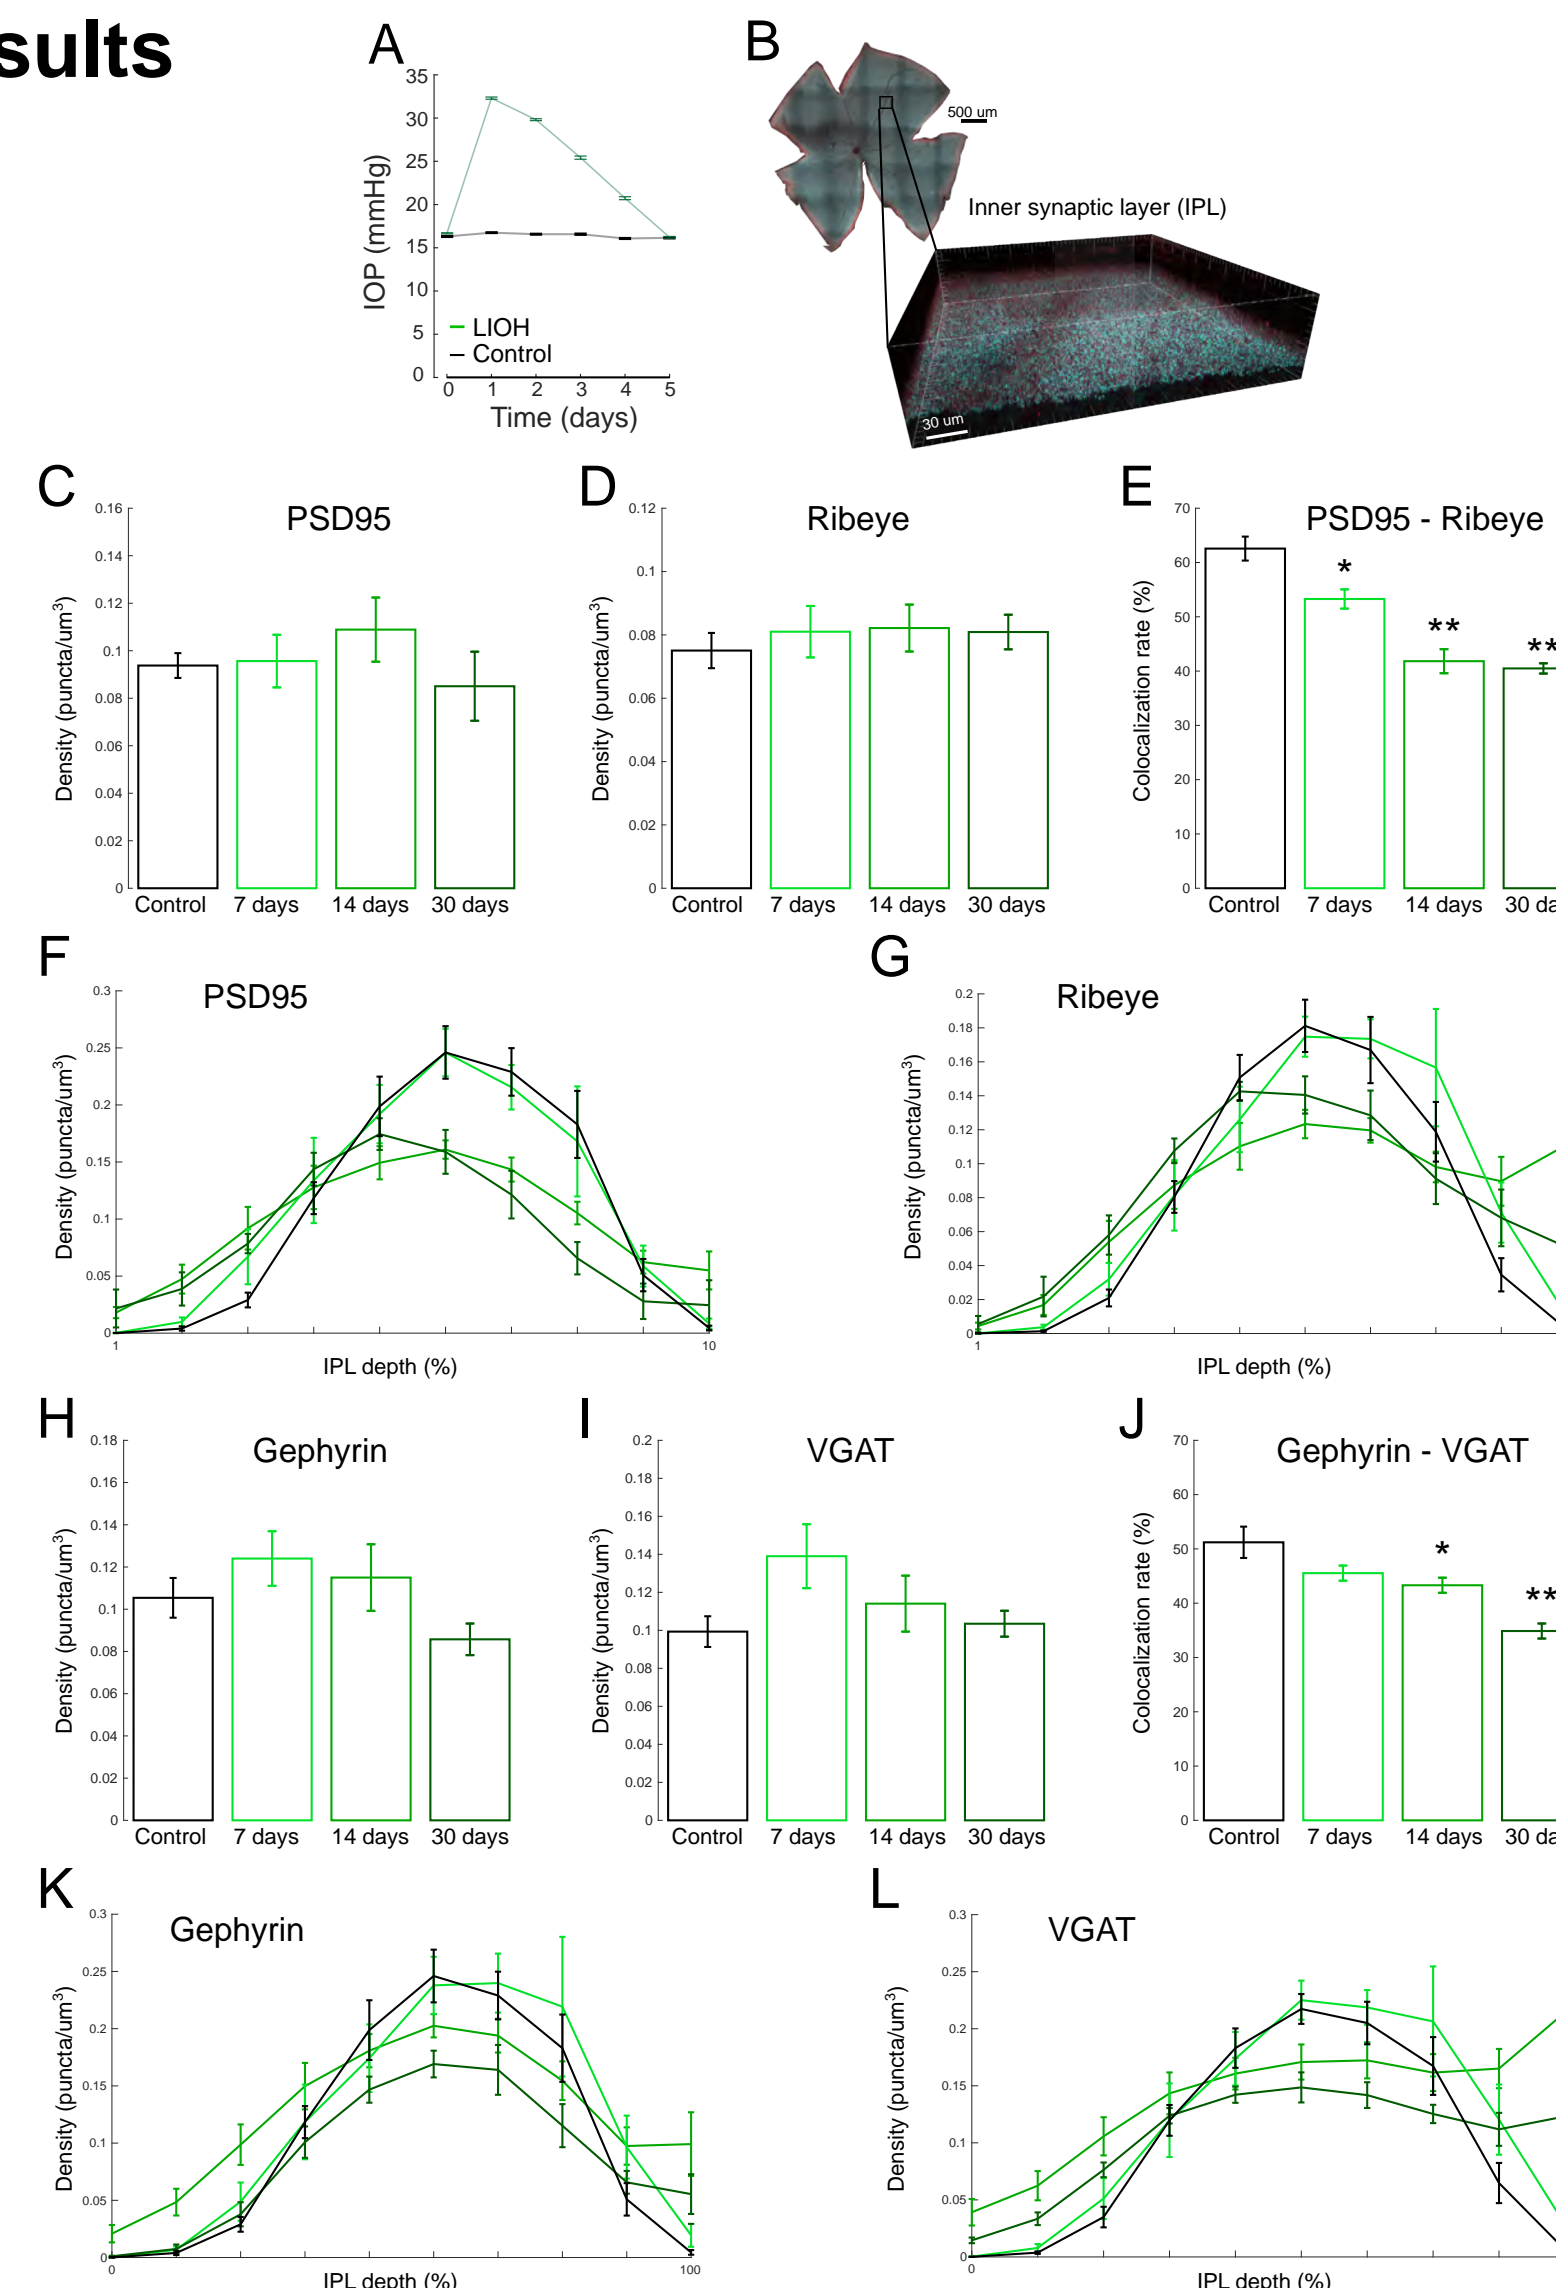 sults
A
35
30
25
20
15
10
5
0
IOP (mmHg)
LIOH
Control
0 1 2 3 4 5
Time (days)
B
500 um
Inner synaptic layer (IPL)
30 um
C
PSD95
0.16
0.14
0.12
0.1
0.08
0.06
0.04
0.02
0
Density (puncta/um³)
Control 7 days 14 days 30 days
D
Ribeye
0.12
0.1
0.08
0.06
0.04
0.02
0
Density (puncta/um³)
Control 7 days 14 days 30 days
E
PSD95 - Ribeye
70
60
50
40
30
20
10
0
Colocalization rate (%)
*
**
**
Control 7 days 14 days 30 da
F
PSD95
0.3
0.25
0.2
0.15
0.1
0.05
0
Density (puncta/um³)
1 10
IPL depth (%)
G
Ribeye
0.2
0.18
0.16
0.14
0.12
0.1
0.08
0.06
0.04
0.02
0
Density (puncta/um³)
1
IPL depth (%)
H
Gephyrin
0.18
0.16
0.14
0.12
0.1
0.08
0.06
0.04
0.02
0
Density (puncta/um³)
Control 7 days 14 days 30 days
I
VGAT
0.2
0.18
0.16
0.14
0.12
0.1
0.08
0.06
0.04
0.02
0
Density (puncta/um³)
Control 7 days 14 days 30 days
J
Gephyrin - VGAT
70
60
50
40
30
20
10
0
Colocalization rate (%)
*
**
Control 7 days 14 days 30 da
K
Gephyrin
0.3
0.25
0.2
0.15
0.1
0.05
0
Density (puncta/um³)
0 100
IPL depth (%)
L
VGAT
0.3
0.25
0.2
0.15
0.1
0.05
0
Density (puncta/um³)
0
IPL depth (%)